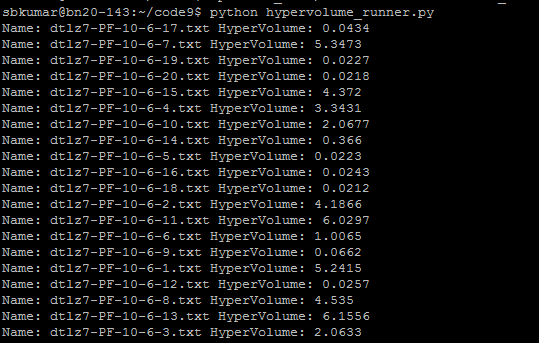 sbkumar@bn20-143:~/code9$ python hypervolume_runner.py
Name: dtlz7-PF-10-6-17.txt HyperVolume: 0.0434
Name: dtlz7-PF-10-6-7.txt HyperVolume: 5.3473
Name: dtlz7-PF-10-6-19.txt HyperVolume: 0.0227
Name: dtlz7-PF-10-6-20.txt HyperVolume: 0.0218
Name: dtlz7-PF-10-6-15.txt HyperVolume: 4.372
Name: dtlz7-PF-10-6-4.txt HyperVolume: 3.3431
Name: dtlz7-PF-10-6-10.txt HyperVolume: 2.0677
Name: dtlz7-PF-10-6-14.txt HyperVolume: 0.366
Name: dtlz7-PF-10-6-5.txt HyperVolume: 0.0223
Name: dtlz7-PF-10-6-16.txt HyperVolume: 0.0243
Name: dtlz7-PF-10-6-18.txt HyperVolume: 0.0212
Name: dtlz7-PF-10-6-2.txt HyperVolume: 4.1866
Name: dtlz7-PF-10-6-11.txt HyperVolume: 6.0297
Name: dtlz7-PF-10-6-6.txt HyperVolume: 1.0065
Name: dtlz7-PF-10-6-9.txt HyperVolume: 0.0662
Name: dtlz7-PF-10-6-1.txt HyperVolume: 5.2415
Name: dtlz7-PF-10-6-12.txt HyperVolume: 0.0257
Name: dtlz7-PF-10-6-8.txt HyperVolume: 4.535
Name: dtlz7-PF-10-6-13.txt HyperVolume: 6.1556
Name: dtlz7-PF-10-6-3.txt HyperVolume: 2.0633